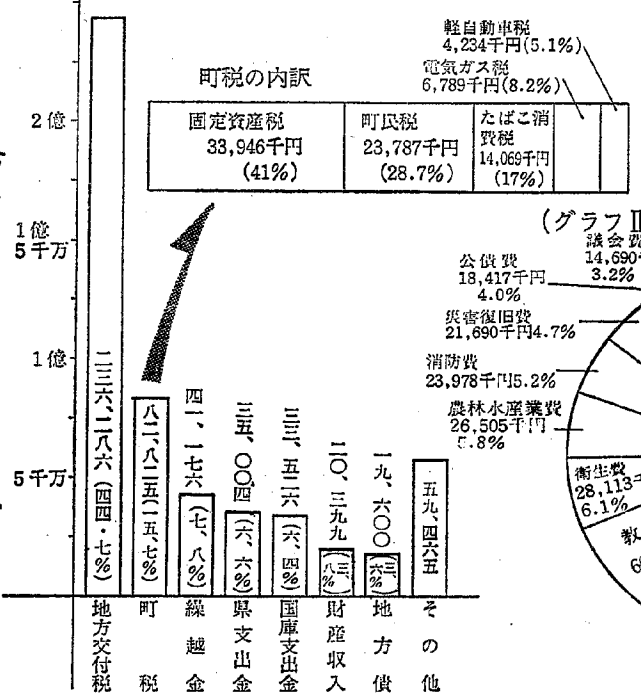 町税の内訳
軽自動車税
4,234千円(5.1%)
電気ガス税
6,789千円(8.2%)
固定資産税
33,946千円
(41%)
町民税
23,787千円
(28.7%)
たばこ消
費税
14,069千円
(17%)
2億
1億
5千万
1億
5千万
二三六、二八六(四四・七%)
八二、八二五(一五、七%)
四一、一七六(七、八%)
三五、〇〇四(六、六%)
三三、五二六(六、四%)
二〇、三九九(三、八%)
一九、六〇〇(三、六%)
五九、四六五
地方交付税
町税
繰越金
県支出金
国庫支出金
財産収入
地方債
その他
(グラフⅡ
議会費
14,690
3.2%
公債費
18,417千円
4.0%
災害復旧費
21,690千円4.7%
消防費
23,978千円5.2%
農林水産業費
26,505千円
5.8%
衛生費
28,113千
6.1%
教